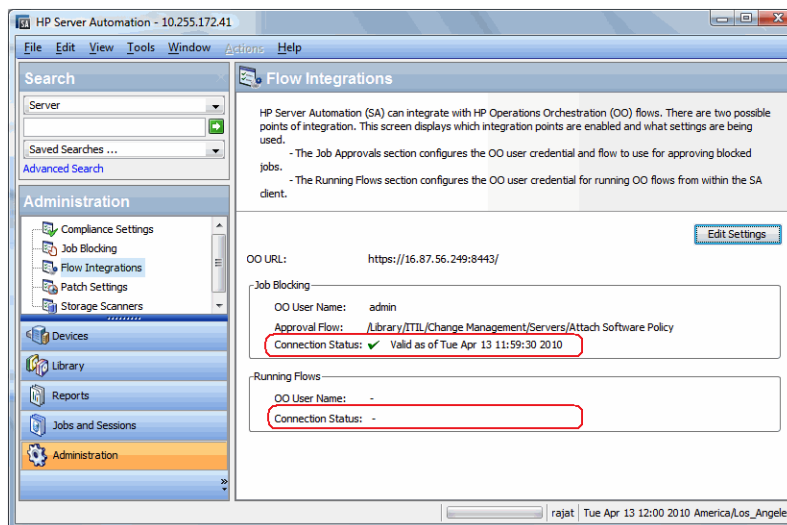 HP Server Automation - 10.255.172.41
File Edit View Tools Window Actions Help
Search
Server
Saved Searches ...
Advanced Search
Administration
Compliance Settings
Job Blocking
Flow Integrations
Patch Settings
Storage Scanners
Devices
Library
Reports
Jobs and Sessions
Administration
»
Flow Integrations
HP Server Automation (SA) can integrate with HP Operations Orchestration (OO) flows. There are two possible
points of integration. This screen displays which integration points are enabled and what settings are being
used.
- The Job Approvals section configures the OO user credential and flow to use for approving blocked
jobs.
- The Running Flows section configures the OO user credential for running OO flows from within the SA
client.
Edit Settings
OO URL: https://16.87.56.249:8443/
Job Blocking
OO User Name: admin
Approval Flow: /Library/ITIL/Change Management/Servers/Attach Software Policy
Connection Status: ✔ Valid as of Tue Apr 13 11:59:30 2010
Running Flows
OO User Name: -
Connection Status: -
rajat Tue Apr 13 12:00 2010 America/Los_Angele